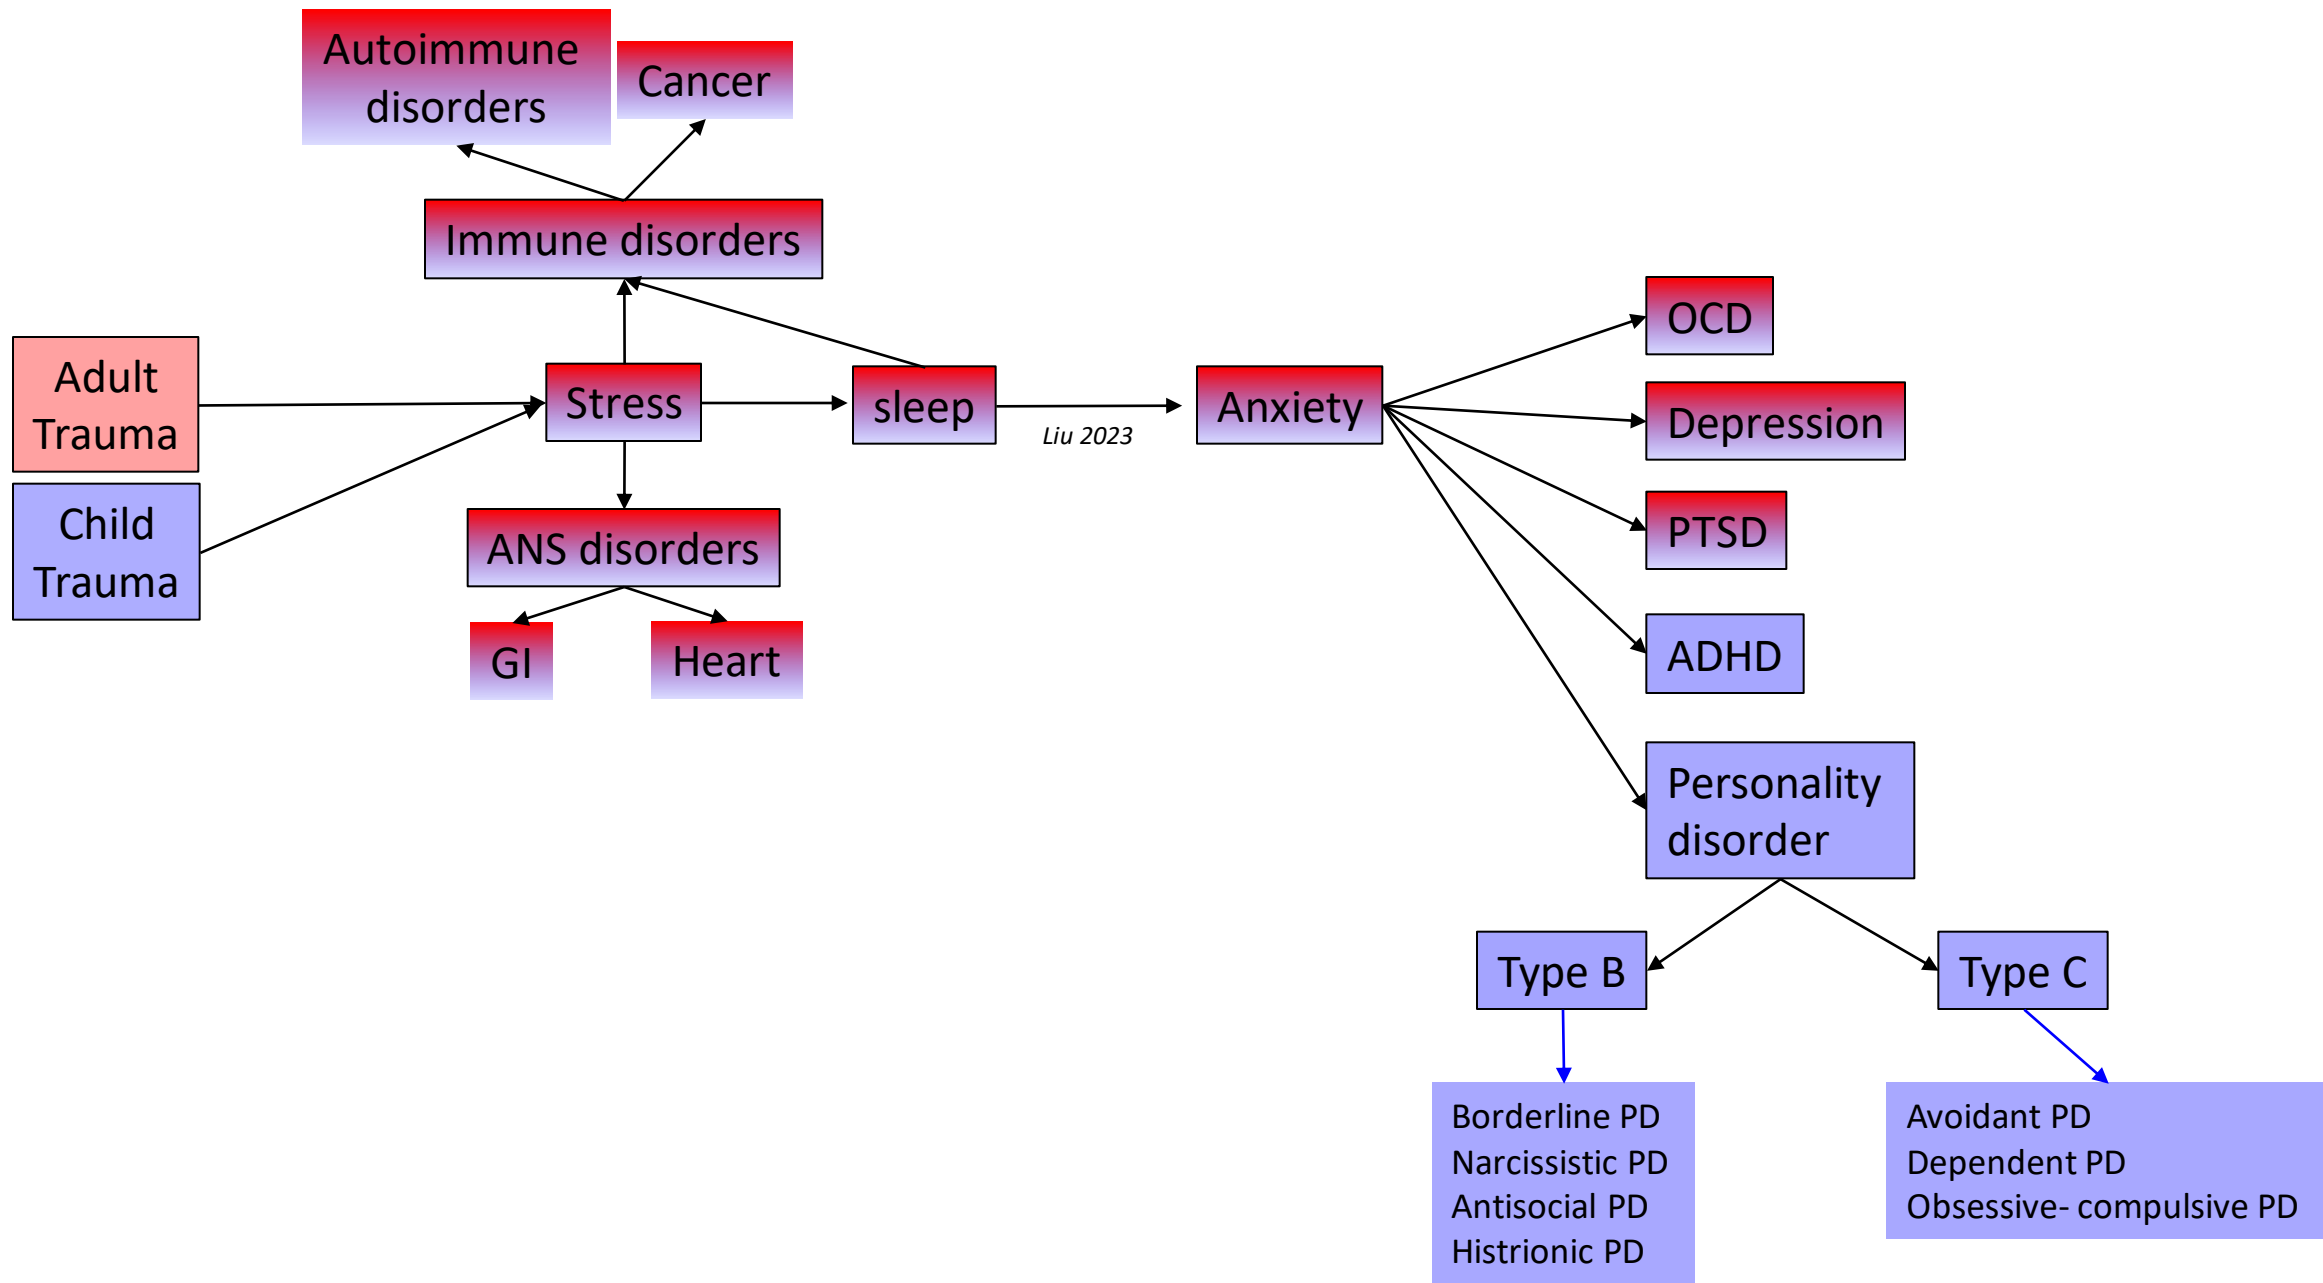 Autoimmune
disorders
Cancer
Immune disorders
Adult
Trauma
Child
Trauma
Stress
sleep
Liu 2023
Anxiety
ANS disorders
GI
Heart
OCD
Depression
PTSD
ADHD
Personality
disorder
Type B
Type C
Borderline PD
Narcissistic PD
Antisocial PD
Histrionic PD
Avoidant PD
Dependent PD
Obsessive- compulsive PD